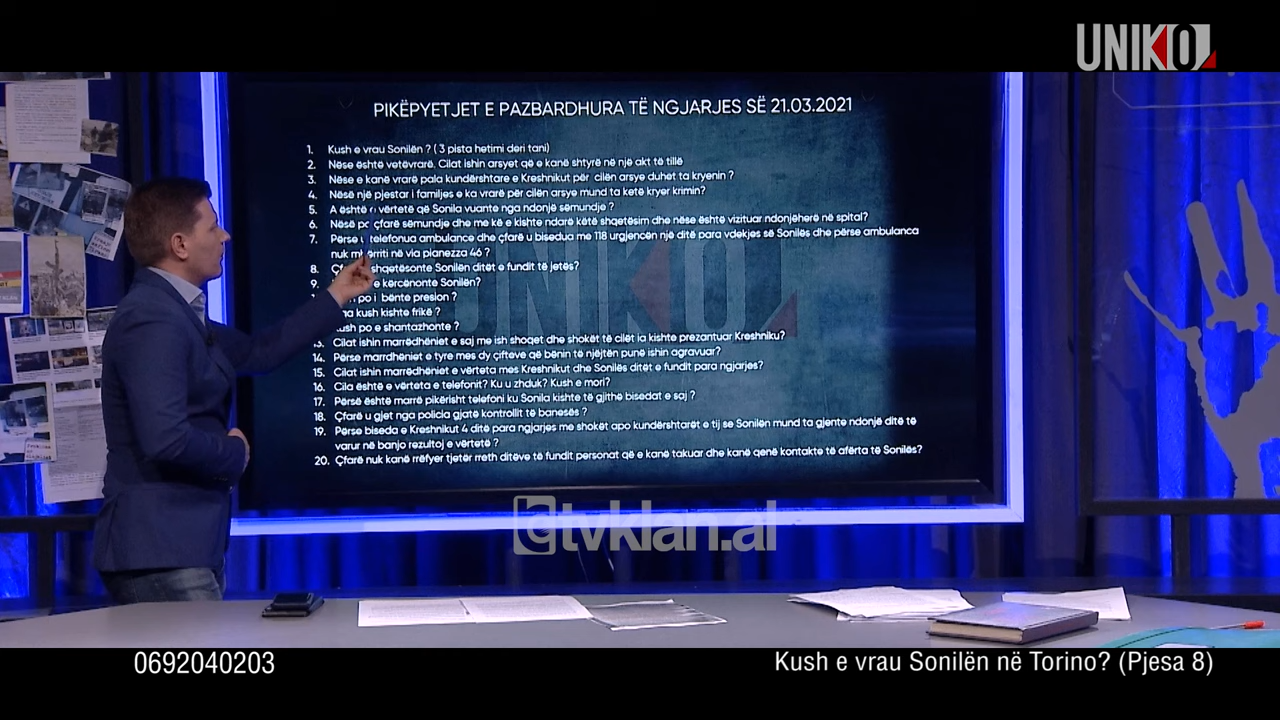 UNIKO
PIKËPYETJET E PAZBARDHURA TË NGJARJES SË 21.03.2021
1. Kush e vrau Sonilën ? ( 3 pista hetimi deri tani)
2. Nëse është vetëvrarë. Cilat ishin arsyet që e kanë shtyrë në një akt të tillë
3. Nëse e kanë vrarë pala kundërshtare e Kreshnikut për cilën arsye duhet ta kryenin ?
4. Nësë një pjestar i familjes e ka vrarë për cilën arsye mund ta ketë kryer krimin?
5. A është vërtetë që Sonila vuante nga ndonjë sëmundje ?
6. Nësë çfarë sëmundje dhe me kë e kishte ndarë këtë shqetësim dhe nëse është vizituar ndonjëherë në spital?
7. Përse telefonua ambulance dhe çfarë u bisedua me 118 urgjencën një ditë para vdekjes së Sonilës dhe përse ambulanca
nuk në via pianezza 46 ?
8. shqetësonte Sonilën ditët e fundit të jetës?
9. e kërcënonte Sonilën?
po i bënte presion ?
kush kishte frikë ?
po e shantazhonte ?
13. Cilat ishin marrëdhëniet e saj me ish shoqet dhe shokët të cilët ia kishte prezantuar Kreshniku?
14. Përse marrdhëniet e tyre mes dy çifteve që bënin të njëjtën punë ishin agravuar?
15. Cilat ishin marrëdhëniet e vërteta mes Kreshnikut dhe Sonilës ditët e fundit para ngjarjes?
16. Cila është e vërteta e telefonit? Ku u zhduk? Kush e mori?
17. Përsë është marrë pikërisht telefoni ku Sonila kishte të gjithë bisedat e saj ?
18. Çfarë u gjet nga policia gjatë kontrollit të banesës ?
19. Përse biseda e Kreshnikut 4 ditë para ngjarjes me shokët apo kundërshtarët e tij se Sonilën mund ta gjente ndonjë ditë të
varur në banjo rezultoj e vërtetë ?
20. Çfarë nuk kanë rrëfyer tjetër rreth ditëve të fundit personat që e kanë takuar dhe kanë qenë kontakte të afërta të Sonilës?
tvklan.al
0692040203
Kush e vrau Sonilën në Torino? (Pjesa 8)